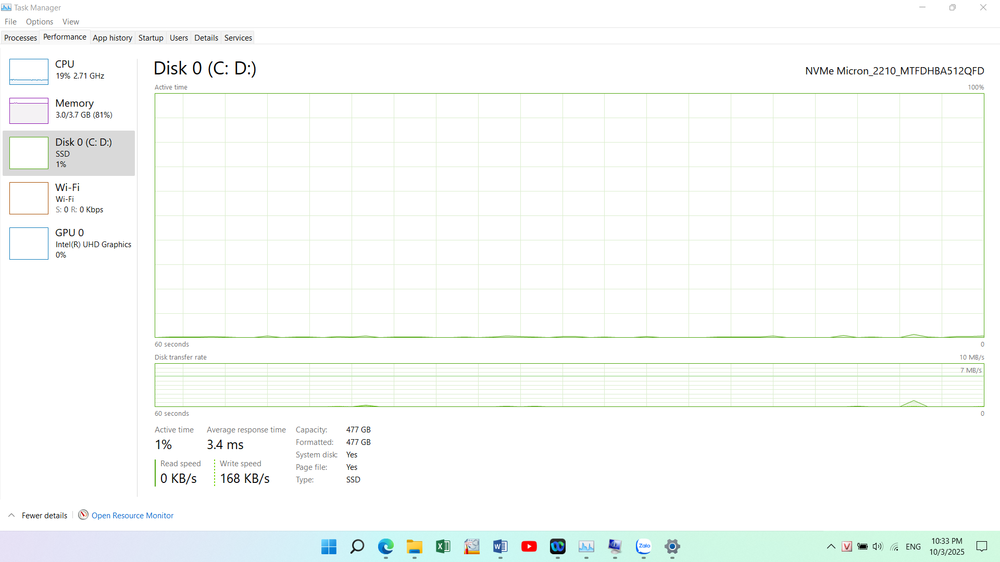 Task Manager
File Options View
Processes Performance App history Startup Users Details Services
CPU
19% 2.71 GHz
Memory
3.0/3.7 GB (81%)
Disk 0 (C: D:)
SSD
1%
Wi-Fi
Wi-Fi
S: 0 R: 0 Kbps
GPU 0
Intel(R) UHD Graphics
0%
Disk 0 (C: D:)
NVMe Micron_2210_MTFDHBA512QFD
Active time 100%
60 seconds 0
Disk transfer rate 10 MB/s
7 MB/s
60 seconds 0
Active time
1%
Average response time
3.4 ms
Read speed
0 KB/s
Write speed
168 KB/s
Capacity: 477 GB
Formatted: 477 GB
System disk: Yes
Page file: Yes
Type: SSD
Fewer details Open Resource Monitor
Zalo
V
ENG
10:33 PM
10/3/2025